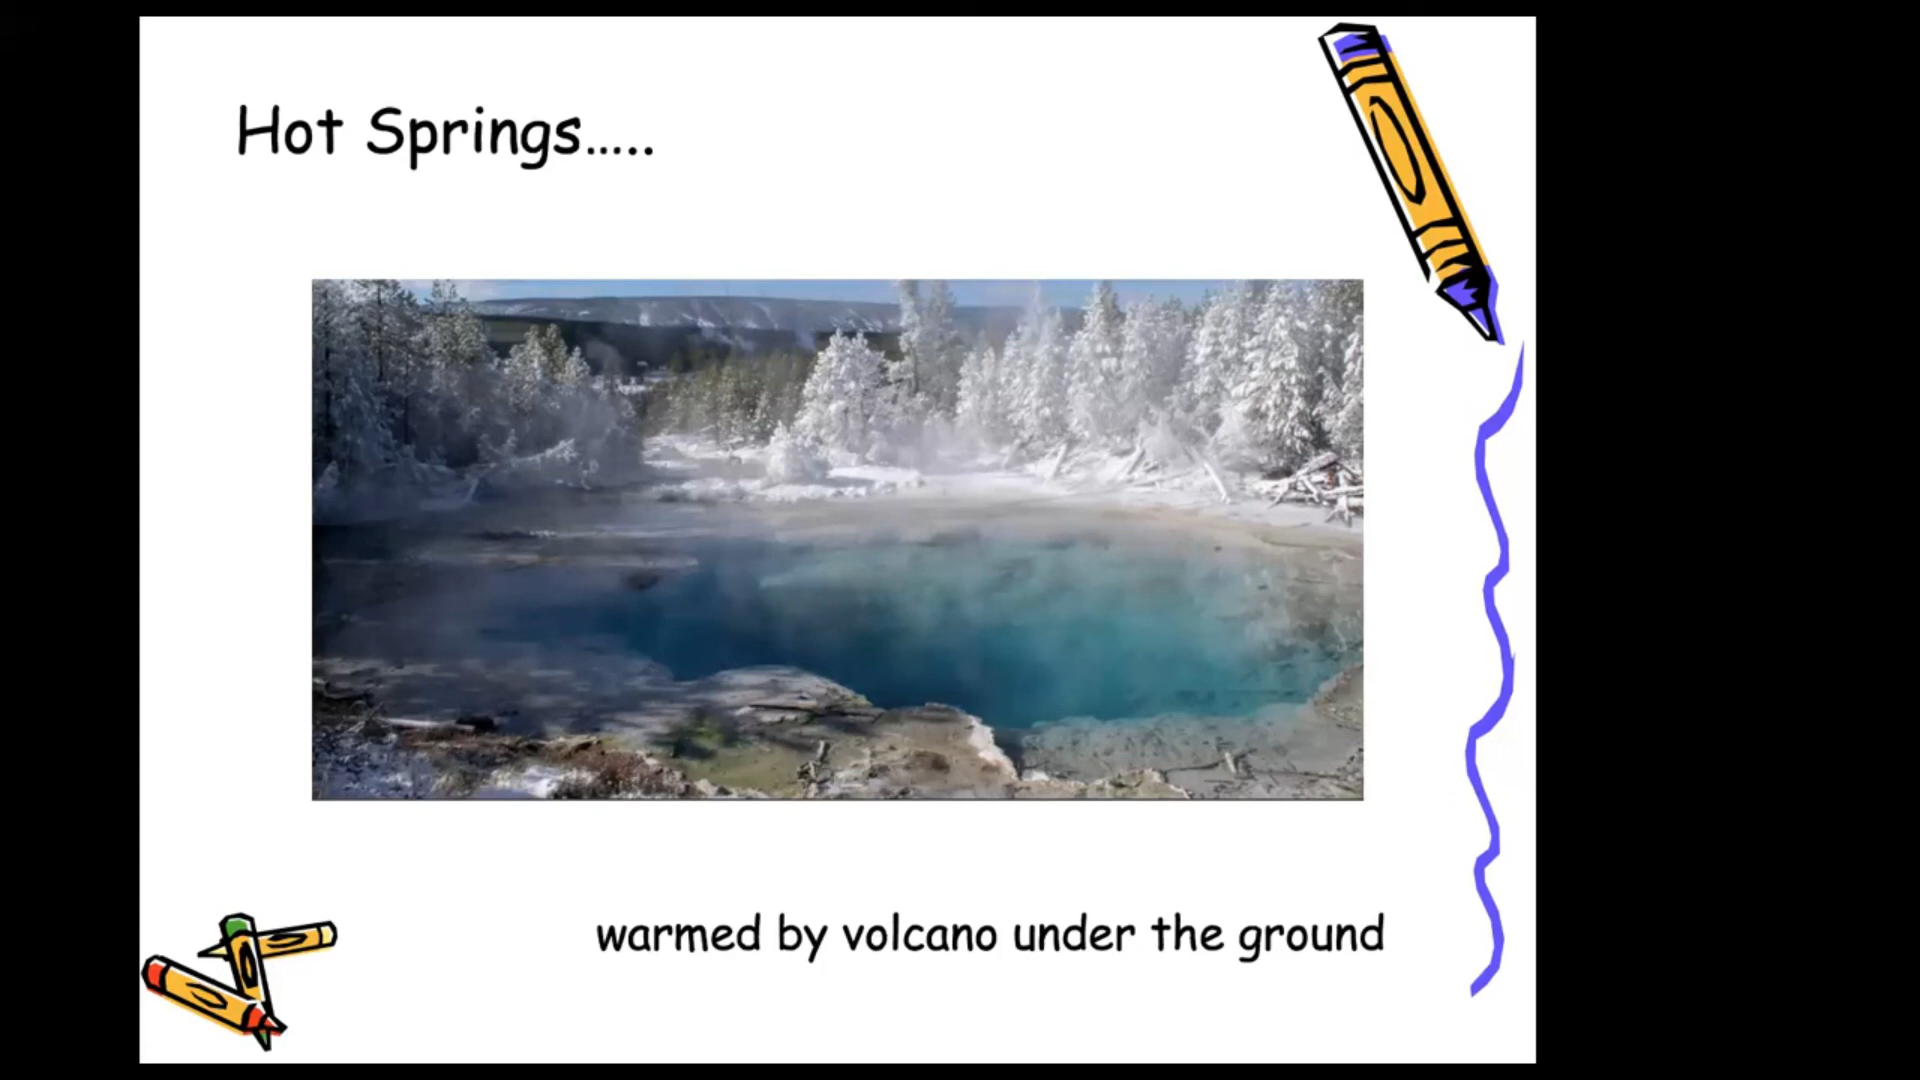 Hot Springs.....
warmed by volcano under the ground